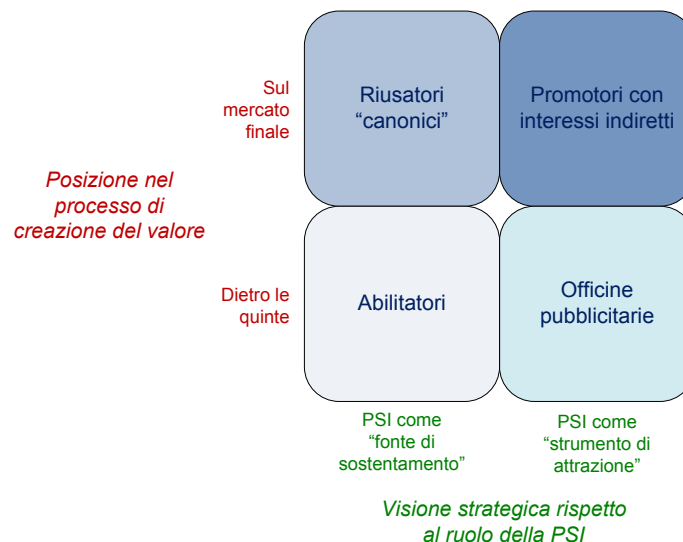 Sul
mercato
finale
Riusatori
“canonici”
Promotori con
interessi indiretti
Posizione nel
processo di
creazione del valore
Dietro le
quinte
Abilitatori
Officine
pubblicitarie
PSI come
“fonte di
sostentamento”
PSI come
“strumento di
attrazione”
Visione strategica rispetto
al ruolo della PSI